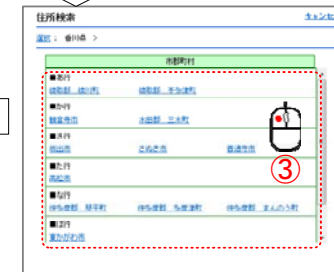 住所検索 キャンセ
選択： 香川県 ＞
市郡町村
■あ行
綾歌郡 綾川町 綾歌郡 宇多津町
■か行
観音寺市 木田郡 三木町
■さ行
坂出市 さぬき市 善通寺市
■た行
高松市
■な行
仲多度郡 琴平町 仲多度郡 多度津町 仲多度郡 まんのう町
■は行
東かがわ市
③